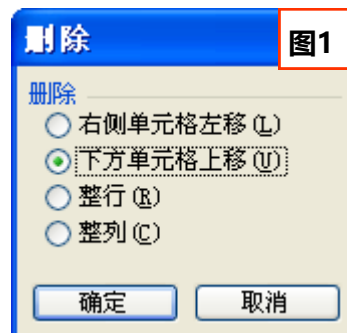 删除
图1
删除
右侧单元格左移(L)
下方单元格上移(U)
整行(R)
整列(C)
确定
取消